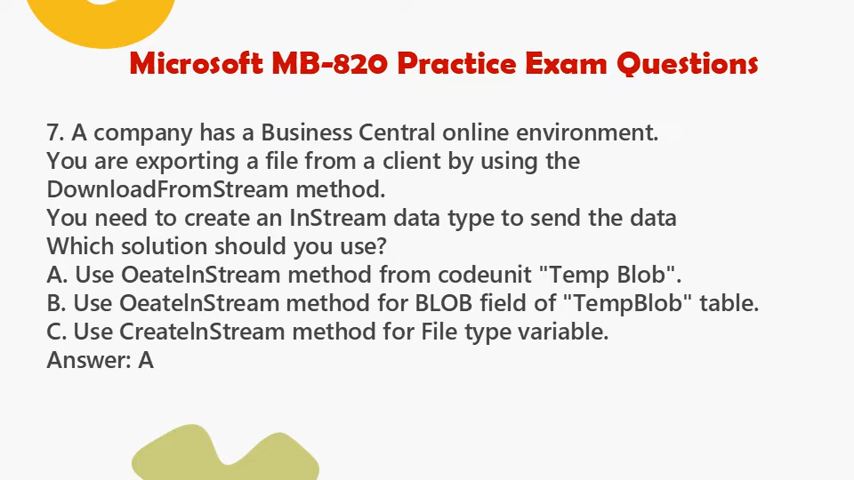 Microsoft MB-820 Practice Exam Questions
7. A company has a Business Central online environment.
You are exporting a file from a client by using the
DownloadFromStream method.
You need to create an InStream data type to send the data
Which solution should you use?
A. Use OeatelnStream method from codeunit "Temp Blob".
B. Use OeatelnStream method for BLOB field of "TempBlob" table.
C. Use CreatelnStream method for File type variable.
Answer: A